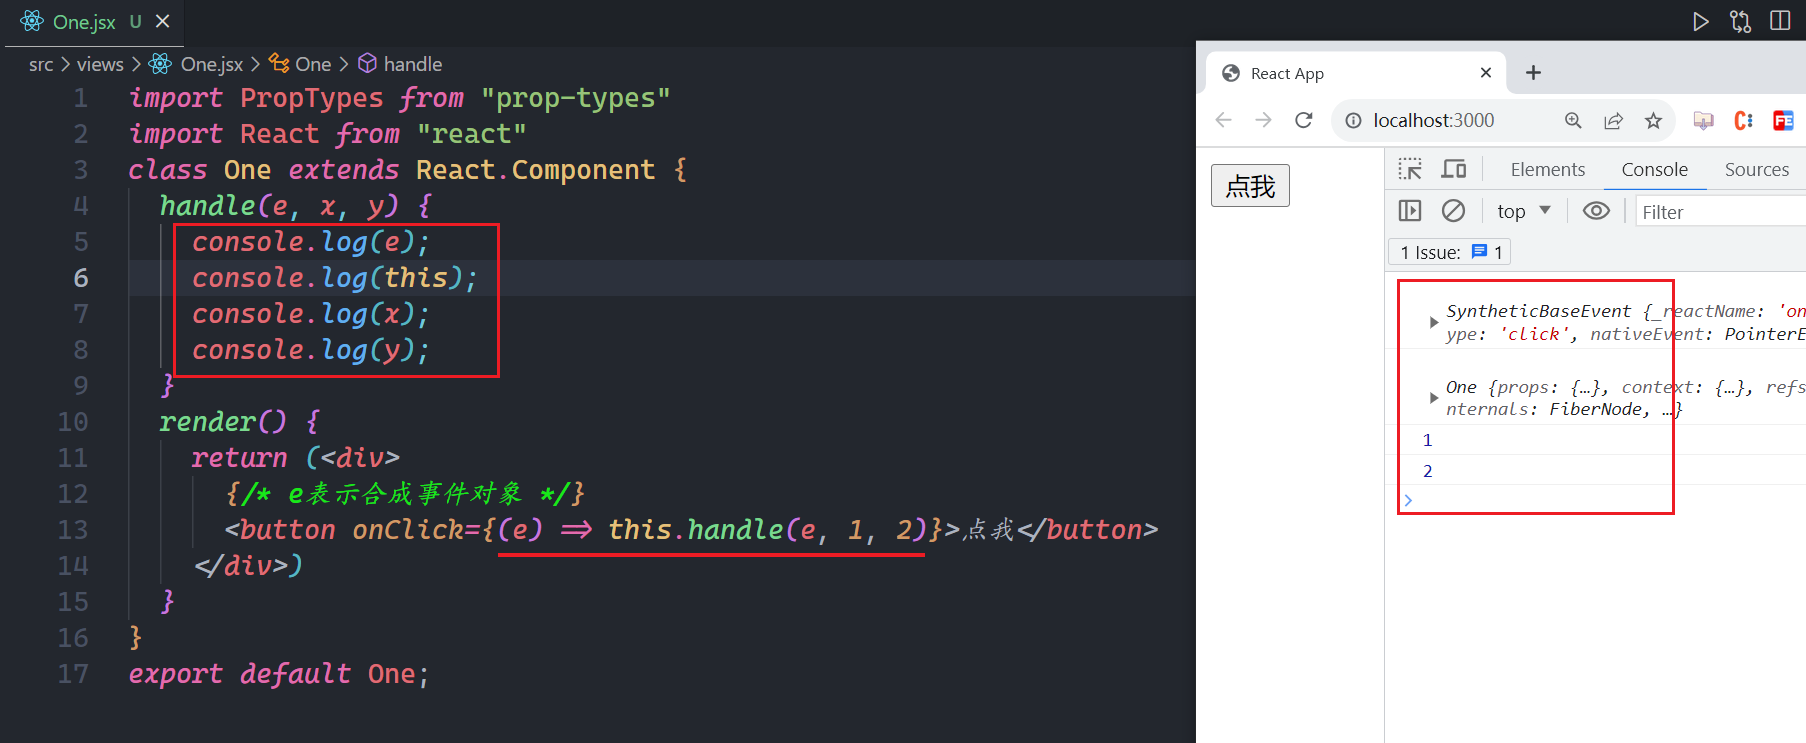 One.jsx U
src > views > One.jsx > One > handle
1 import PropTypes from "prop-types"
2 import React from "react"
3 class One extends React.Component {
4 handle(e, x, y) {
5 console.log(e);
6 console.log(this);
7 console.log(x);
8 console.log(y);
9 }
10 render() {
11 return (<div>
12 {/* e表示合成事件对象 */}
13 <button onClick={(e) => this.handle(e, 1, 2)}>点我</button>
14 </div>)
15 }
16 }
17 export default One;
React App
localhost:3000
点我
Elements Console Sources
top Filter
1 Issue: 1
SyntheticBaseEvent {_reactName: 'on
ype: 'click', nativeEvent: PointerE
One {props: {…}, context: {…}, refs
nternals: FiberNode, …}
1
2